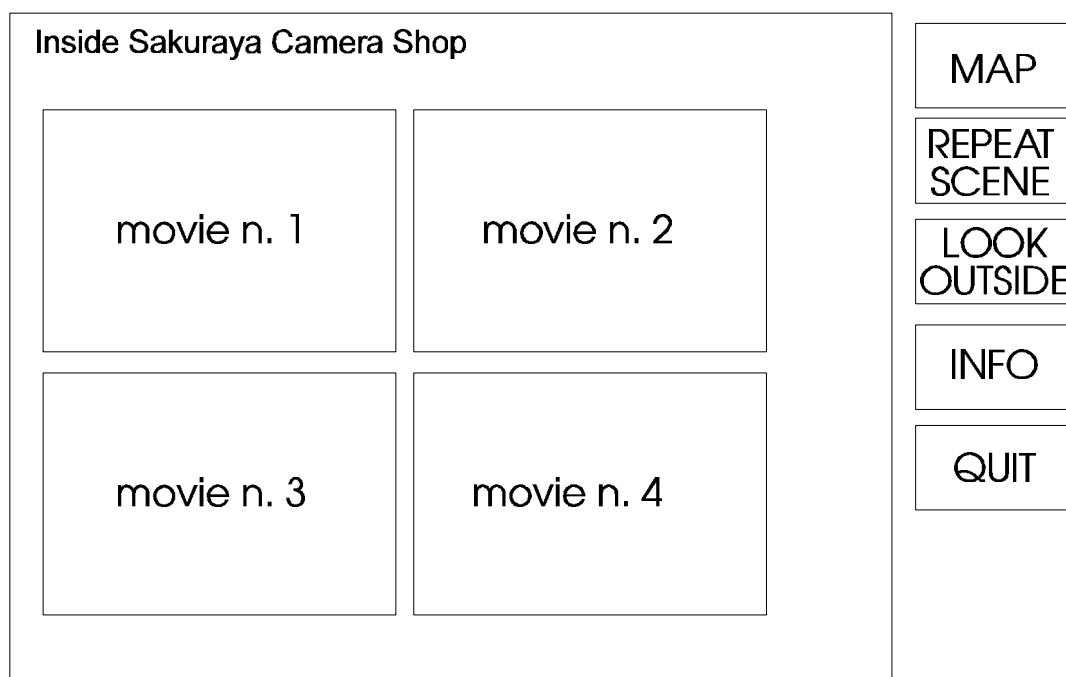 Inside Sakuraya Camera Shop
movie n. 1
movie n. 2
movie n. 3
movie n. 4
MAP
REPEAT
SCENE
LOOK
OUTSIDE
INFO
QUIT